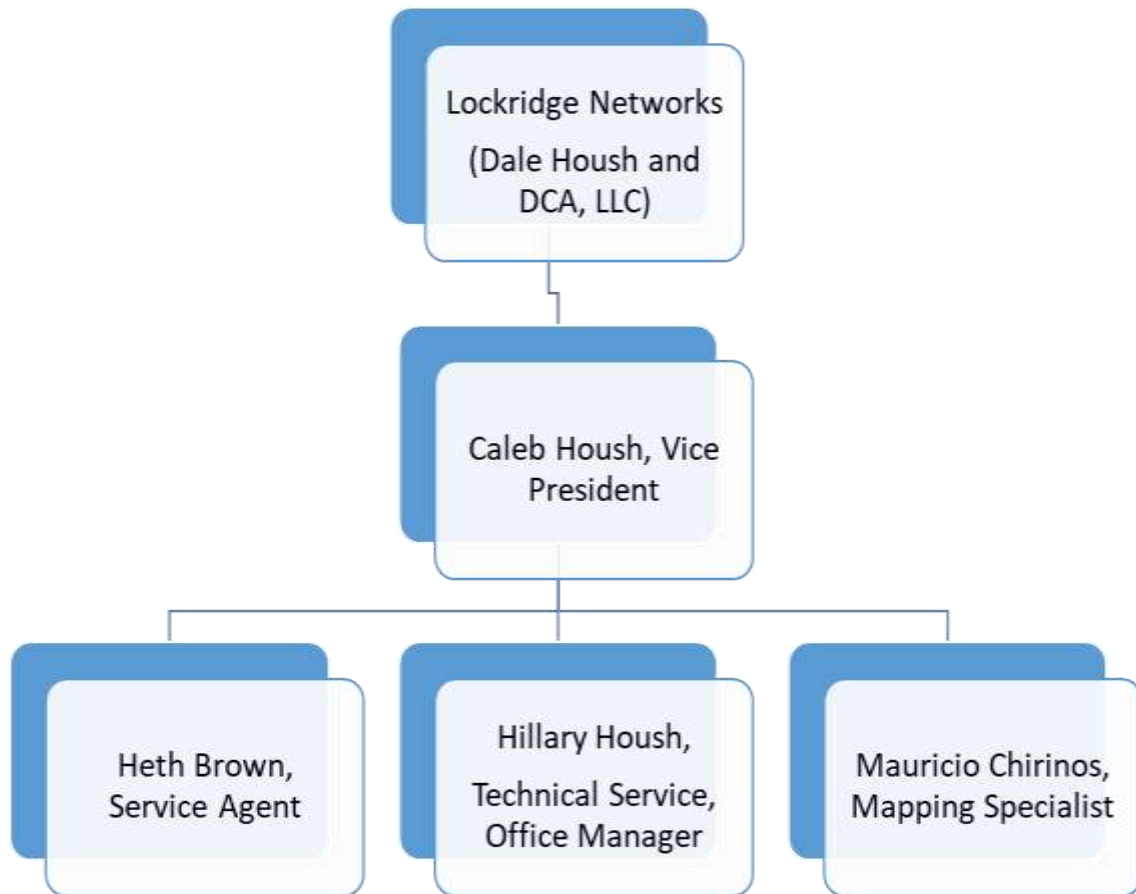 Lockridge Networks
(Dale Housh and
DCA, LLC)
Caleb Housh, Vice
President
Heth Brown,
Service Agent
Hillary Housh,
Technical Service,
Office Manager
Mauricio Chirinos,
Mapping Specialist